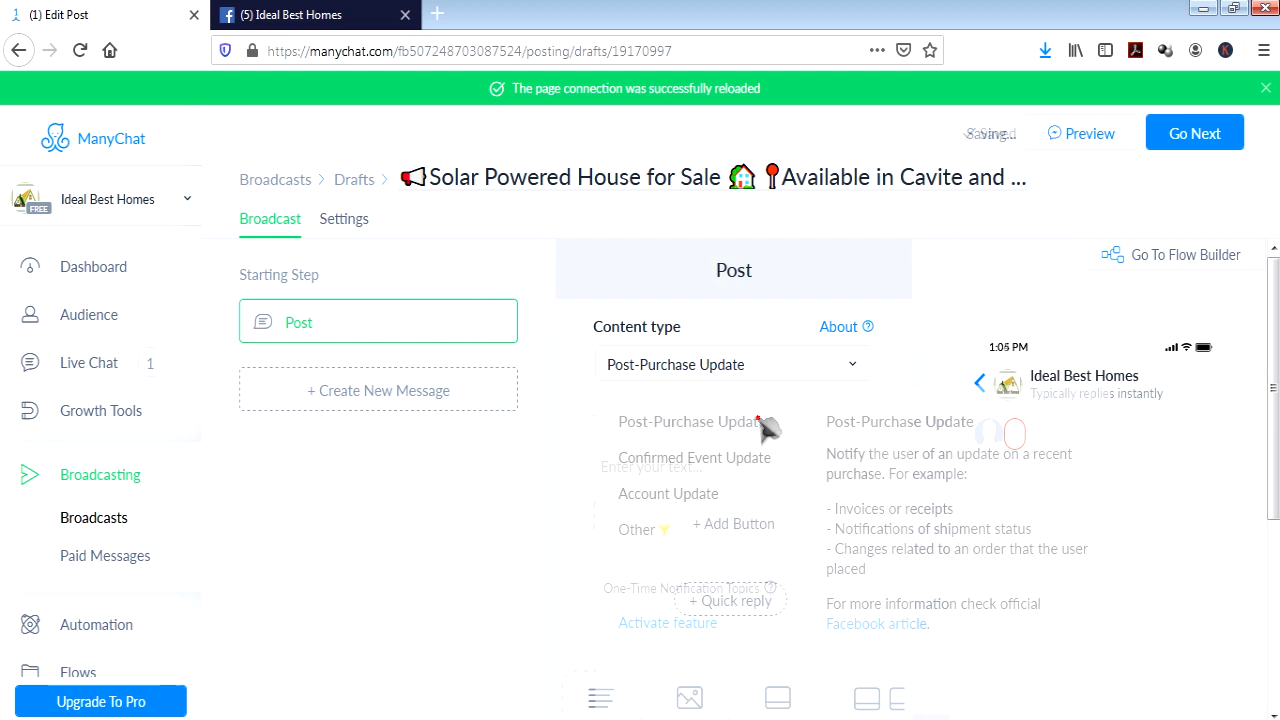 (1) Edit Post
(5) Ideal Best Homes
https://manychat.com/fb507248703087524/posting/drafts/19170997
The page connection was successfully reloaded
ManyChat
Preview
Go Next
Broadcasts
Drafts
Solar Powered House for Sale Available in Cavite and ...
Ideal Best Homes
FREE
Broadcast
Settings
Dashboard
Audience
Live Chat
1
Growth Tools
Broadcasting
Broadcasts
Paid Messages
Automation
Flows
Upgrade To Pro
Starting Step
Post
+ Create New Message
Post
Go To Flow Builder
Content type
About
Post-Purchase Update
Post-Purchase Update
Confirmed Event Update
Enter your text...
Account Update
Other
+ Add Button
One-Time Notification Topics
+ Quick reply
Activate feature
Post-Purchase Update
Notify the user of an update on a recent
purchase. For example:
- Invoices or receipts
- Notifications of shipment status
- Changes related to an order that the user
placed
For more information check official
Facebook article.
1:05 PM
Ideal Best Homes
Typically replies instantly